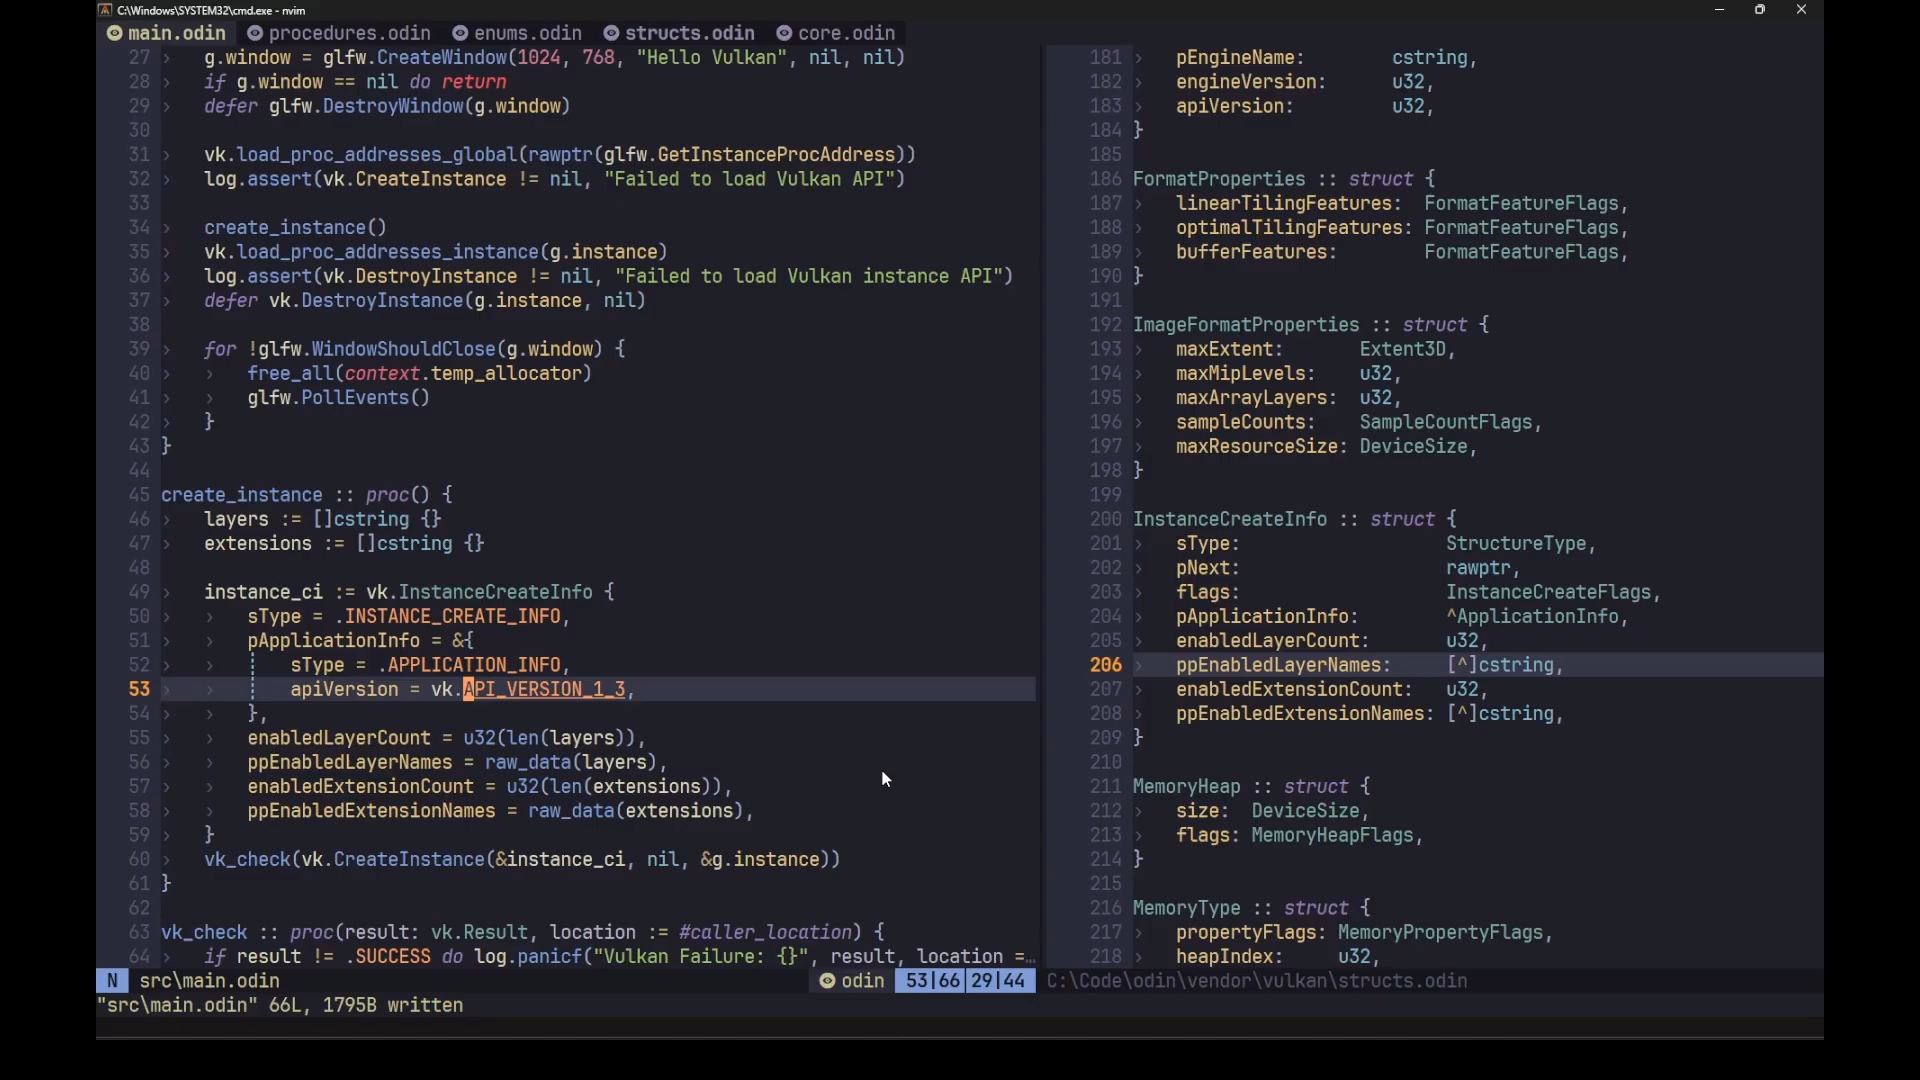 C:\Windows\SYSTEM32\cmd.exe - nvim
main.odin procedures.odin enums.odin structs.odin core.odin
27 › g.window = glfw.CreateWindow(1024, 768, "Hello Vulkan", nil, nil)
28 › if g.window == nil do return
29 › defer glfw.DestroyWindow(g.window)
30
31 › vk.load_proc_addresses_global(rawptr(glfw.GetInstanceProcAddress))
32 › log.assert(vk.CreateInstance != nil, "Failed to load Vulkan API")
33
34 › create_instance()
35 › vk.load_proc_addresses_instance(g.instance)
36 › log.assert(vk.DestroyInstance != nil, "Failed to load Vulkan instance API")
37 › defer vk.DestroyInstance(g.instance, nil)
38
39 › for !glfw.WindowShouldClose(g.window) {
40 › › free_all(context.temp_allocator)
41 › › glfw.PollEvents()
42 › }
43 }
44
45 create_instance :: proc() {
46 › layers := []cstring {}
47 › extensions := []cstring {}
48
49 › instance_ci := vk.InstanceCreateInfo {
50 › › sType = .INSTANCE_CREATE_INFO,
51 › › pApplicationInfo = &{
52 › › sType = .APPLICATION_INFO,
53 › › apiVersion = vk.API_VERSION_1_3,
54 › › },
55 › › enabledLayerCount = u32(len(layers)),
56 › › ppEnabledLayerNames = raw_data(layers),
57 › › enabledExtensionCount = u32(len(extensions)),
58 › › ppEnabledExtensionNames = raw_data(extensions),
59 › }
60 › vk_check(vk.CreateInstance(&instance_ci, nil, &g.instance))
61 }
62
63 vk_check :: proc(result: vk.Result, location := #caller_location) {
64 › if result != .SUCCESS do log.panicf("Vulkan Failure: {}", result, location =…
181 › pEngineName: cstring,
182 › engineVersion: u32,
183 › apiVersion: u32,
184 }
185
186 FormatProperties :: struct {
187 › linearTilingFeatures: FormatFeatureFlags,
188 › optimalTilingFeatures: FormatFeatureFlags,
189 › bufferFeatures: FormatFeatureFlags,
190 }
191
192 ImageFormatProperties :: struct {
193 › maxExtent: Extent3D,
194 › maxMipLevels: u32,
195 › maxArrayLayers: u32,
196 › sampleCounts: SampleCountFlags,
197 › maxResourceSize: DeviceSize,
198 }
199
200 InstanceCreateInfo :: struct {
201 › sType: StructureType,
202 › pNext: rawptr,
203 › flags: InstanceCreateFlags,
204 › pApplicationInfo: ^ApplicationInfo,
205 › enabledLayerCount: u32,
206 › ppEnabledLayerNames: [^]cstring,
207 › enabledExtensionCount: u32,
208 › ppEnabledExtensionNames: [^]cstring,
209 }
210
211 MemoryHeap :: struct {
212 › size: DeviceSize,
213 › flags: MemoryHeapFlags,
214 }
215
216 MemoryType :: struct {
217 › propertyFlags: MemoryPropertyFlags,
218 › heapIndex: u32,
N src\main.odin odin 53|66 29|44 C:\Code\odin\vendor\vulkan\structs.odin
"src\main.odin" 66L, 1795B written